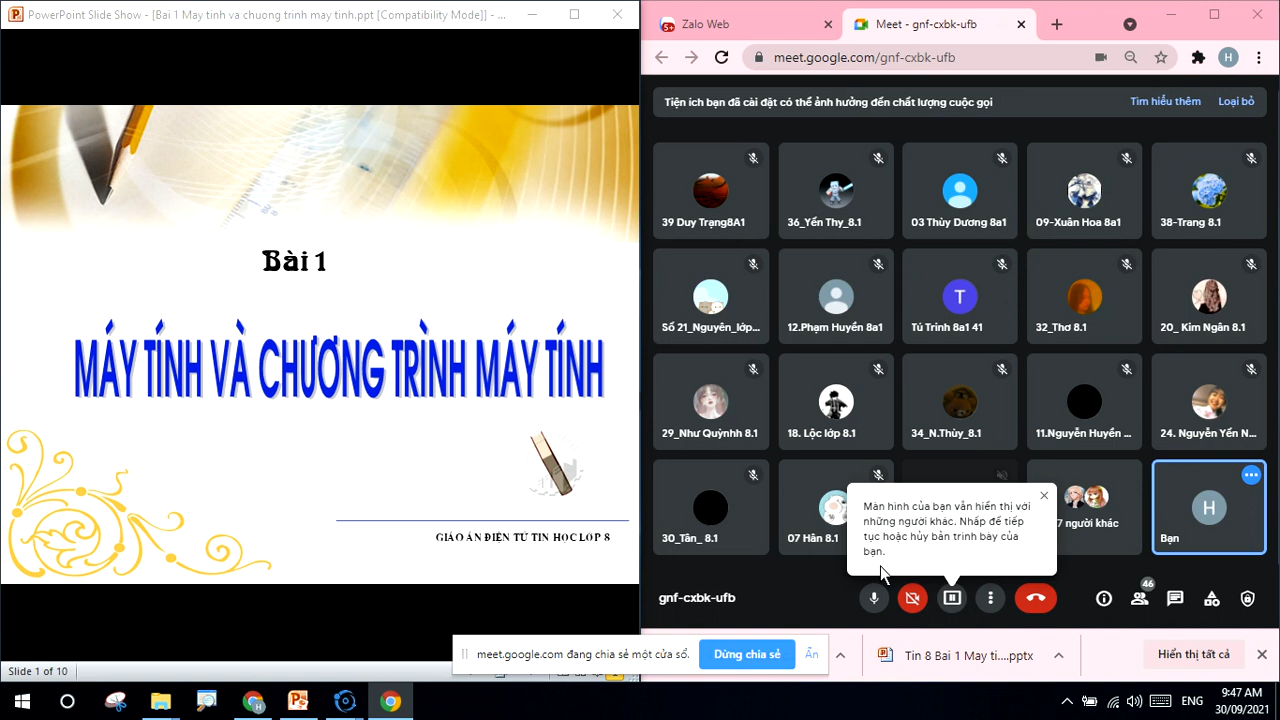 PowerPoint Slide Show - [Bai 1 May tinh va chuong trinh may tinh.ppt [Compatibility Mode]] - ...
Bài 1
MÁY TÍNH VÀ CHƯƠNG TRÌNH MÁY TÍNH
GIÁO ÁN ĐIỆN TỬ TIN HỌC LỚP 8
Slide 1 of 10
Zalo Web
Meet - gnf-cxbk-ufb
meet.google.com/gnf-cxbk-ufb
H
Tiện ích bạn đã cài đặt có thể ảnh hưởng đến chất lượng cuộc gọi
Tìm hiểu thêm
Loại bỏ
39 Duy Trạng8A1
36_Yến Thy_8.1
03 Thùy Dương 8a1
09-Xuân Hoa 8a1
38-Trang 8.1
Số 21_Nguyên_lớp...
12.Phạm Huyền 8a1
T
Tú Trinh 8a1 41
32_Thơ 8.1
20_ Kim Ngân 8.1
29_Như Quỳnhh 8.1
18. Lộc lớp 8.1
34_N.Thùy_8.1
11.Nguyễn Huyền ...
24. Nguyễn Yến N...
30_Tân_ 8.1
07 Hân 8.1
7 người khác
H
Bạn
Màn hình của bạn vẫn hiển thị với
những người khác. Nhấp để tiếp
tục hoặc hủy bản trình bày của
bạn.
gnf-cxbk-ufb
46
meet.google.com đang chia sẻ một cửa sổ.
Dừng chia sẻ
Ẩn
Tin 8 Bai 1 May ti....pptx
Hiển thị tất cả
ENG
9:47 AM
30/09/2021